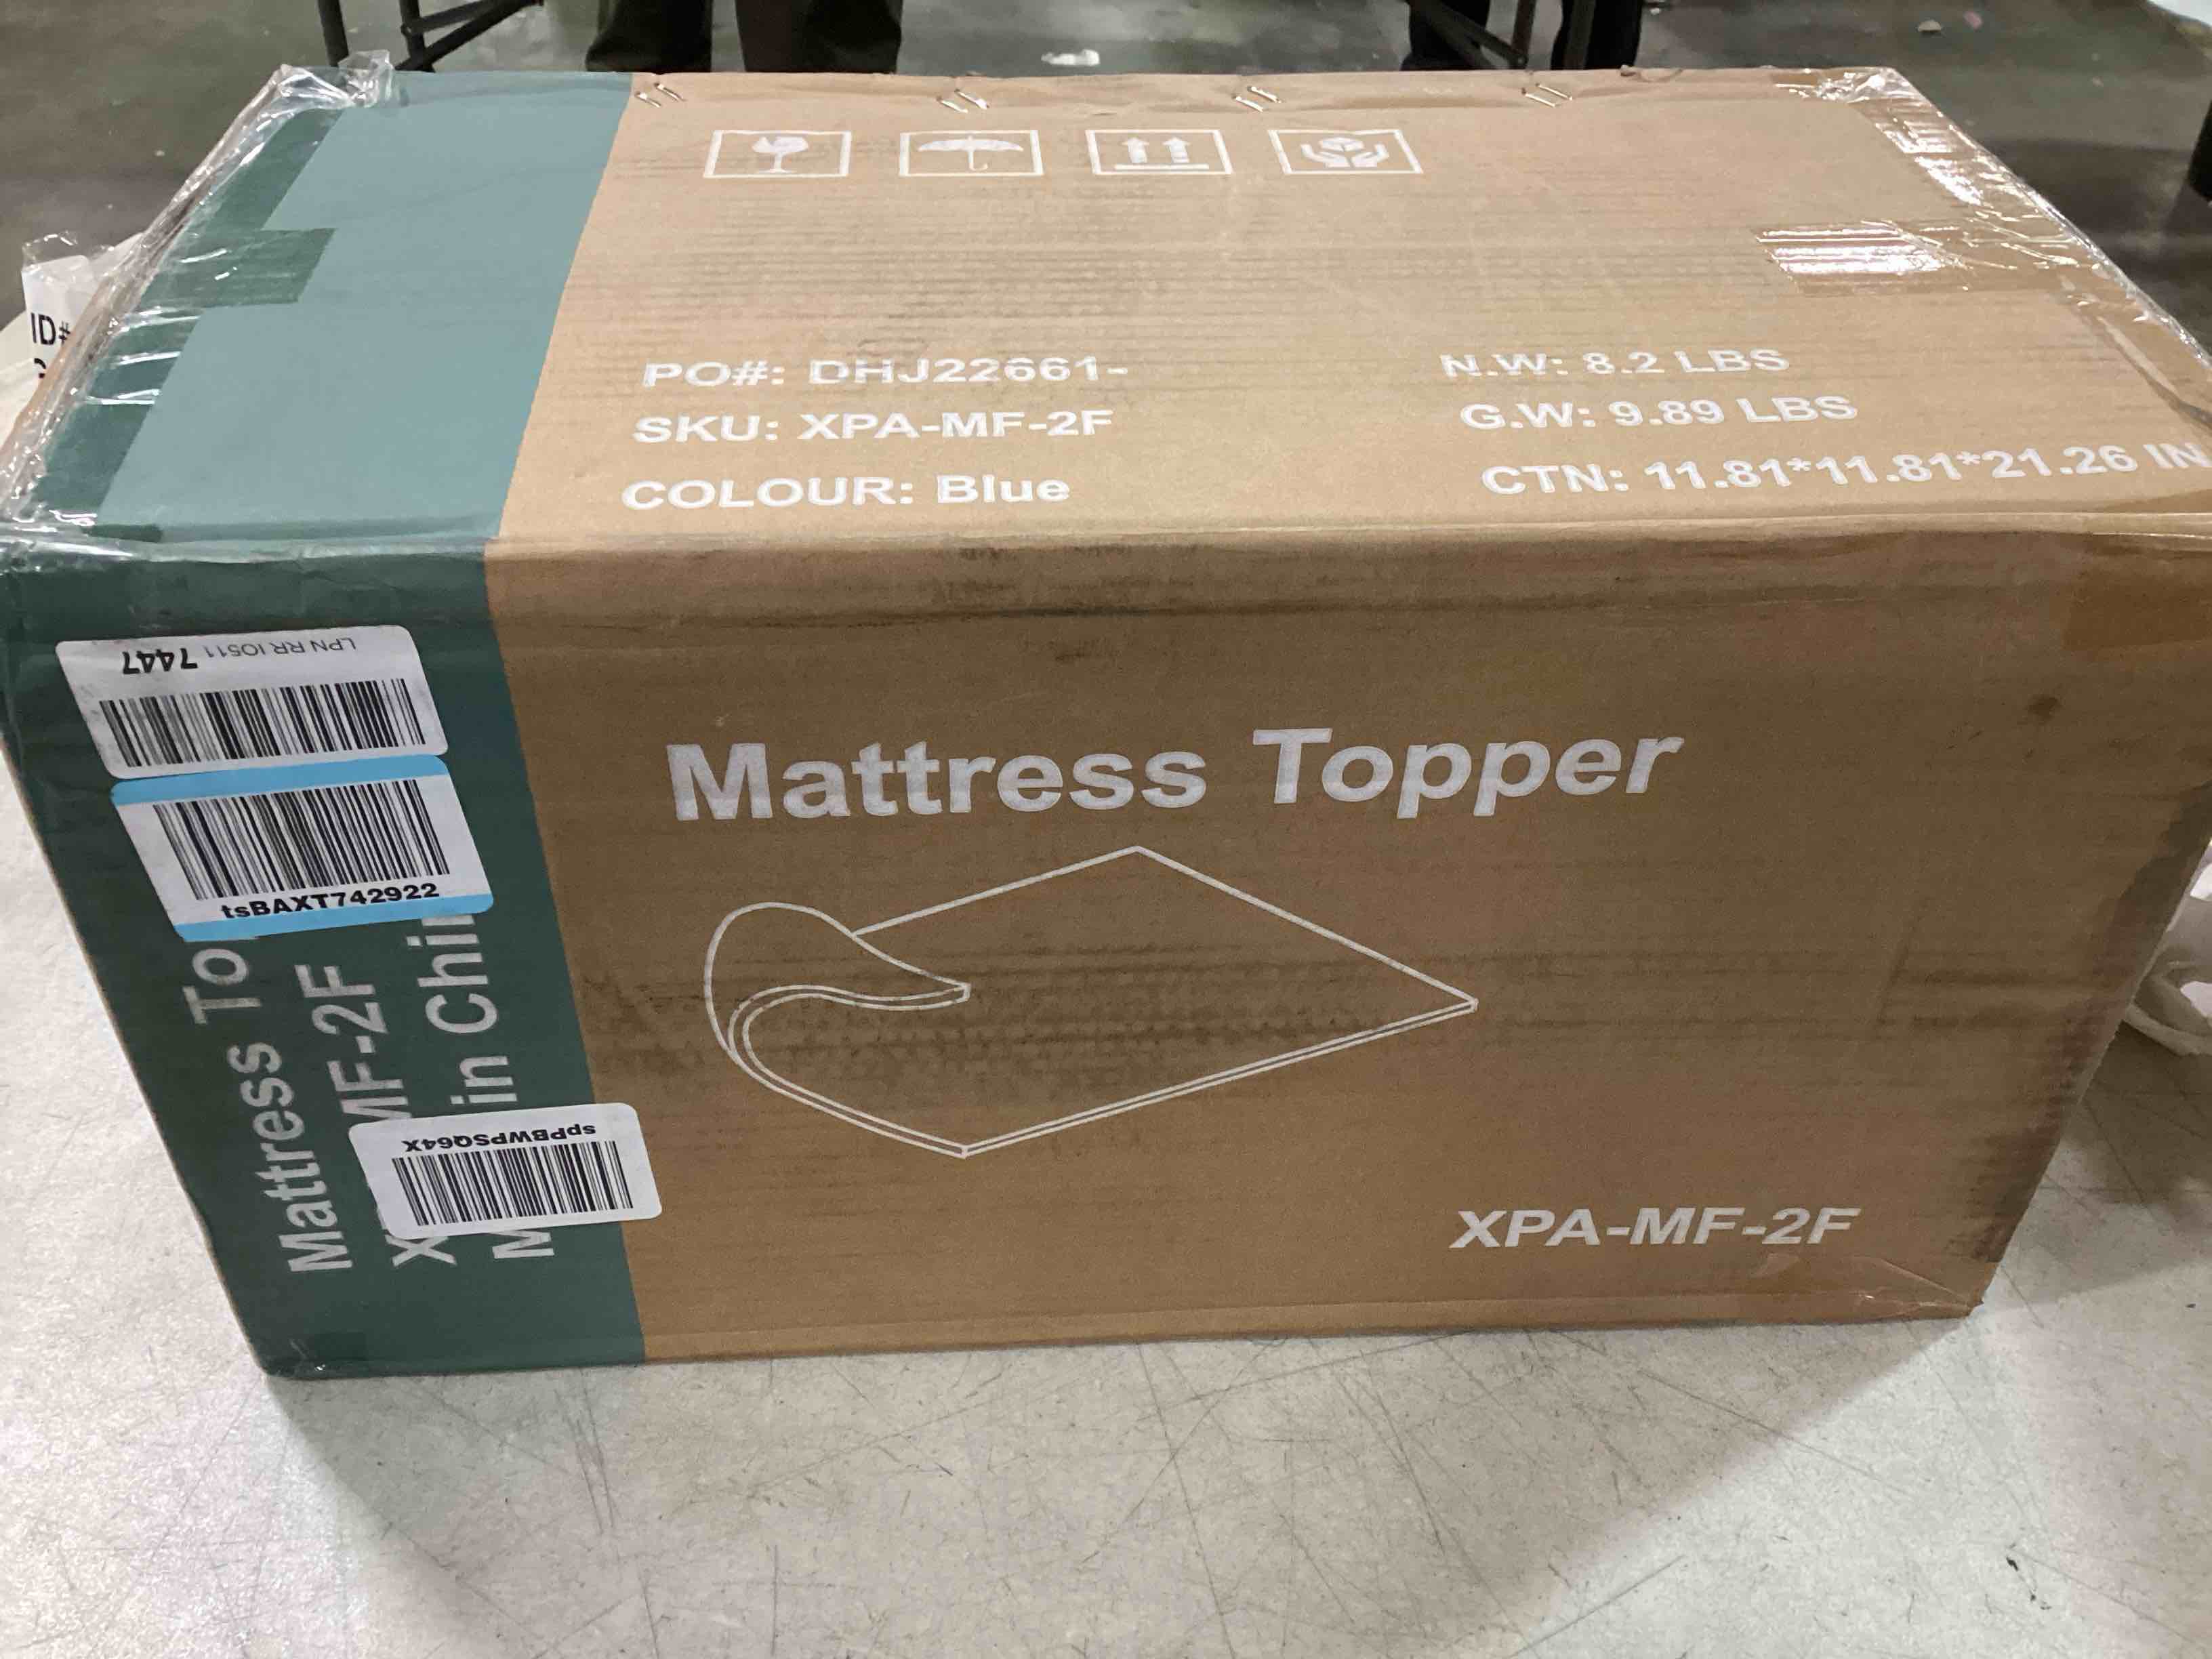 ID#
PO#: DHJ22661-
SKU: XPA-MF-2F
COLOUR: Blue
N.W: 8.2 LBS
G.W: 9.89 LBS
CTN: 11.81*11.81*21.26 IN
LPN RR IO511 7447
tsBAXT742922
Mattress To
MF-2F
in Chi
spPBWPSQ64X
Mattress Topper
XPA-MF-2F